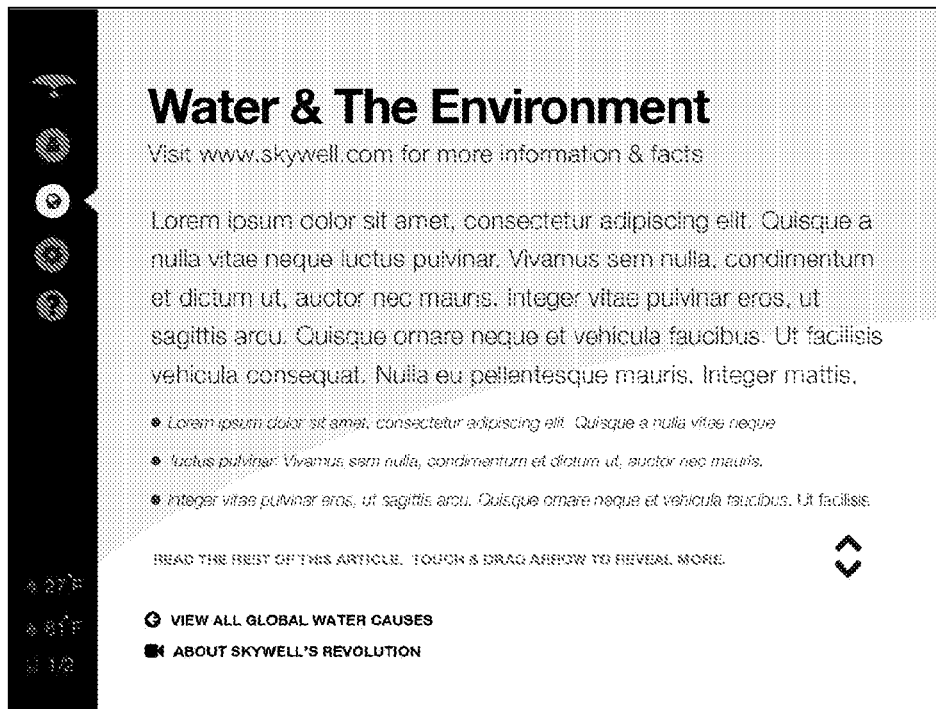 Water & The Environment
Visit www.skywell.com for more information & facts
Lorem ipsum dolor sit amet, consectetur adipiscing elit. Quisque a
nulla vitae neque luctus pulvinar. Vivamus sem nulla, condimentum
et dictum ut, auctor nec mauris. Integer vitae pulvinar eros, ut
sagittis arcu. Quisque ornare neque et vehicula faucibus. Ut facilisis
vehicula consequat. Nulla eu pellentesque mauris. Integer mattis,
• Lorem ipsum dolor sit amet, consectetur adipiscing elit. Quisque a nulla vitae neque
• luctus pulvinar. Vivamus sem nulla, condimentum et dictum ut, auctor nec mauris.
• Integer vitae pulvinar eros, ut sagittis arcu. Quisque ornare neque et vehicula faucibus. Ut facilisis
READ THE REST OF THIS ARTICLE. TOUCH & DRAG ARROW TO REVEAL MORE.
27°F
61°F
1/2
VIEW ALL GLOBAL WATER CAUSES
ABOUT SKYWELL'S REVOLUTION